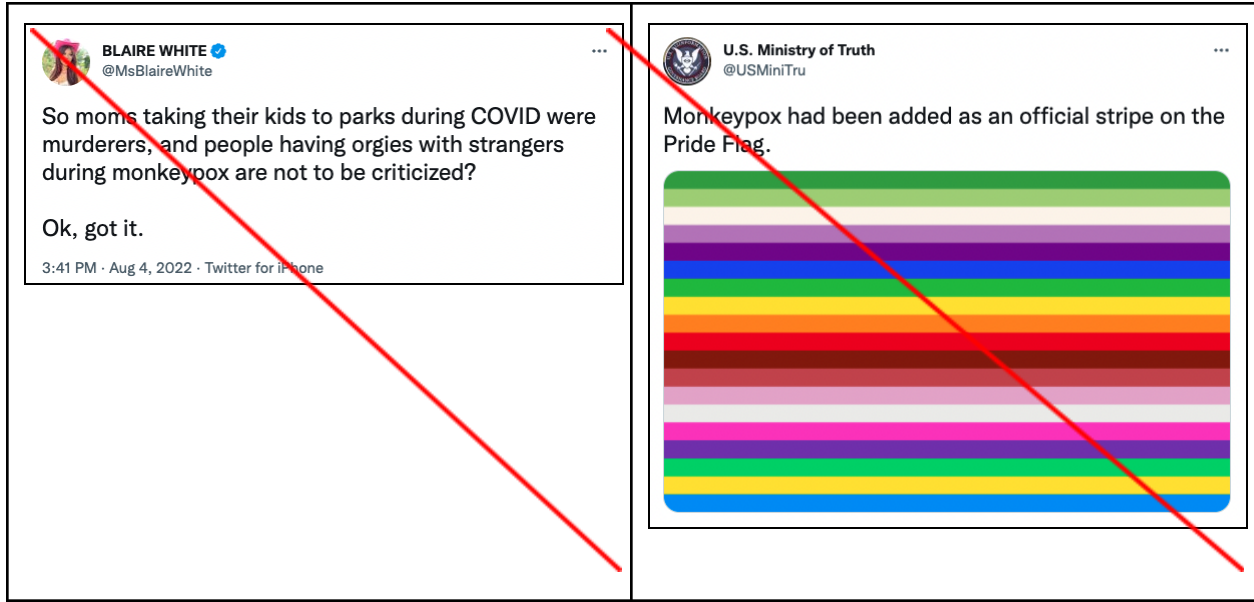 BLAIRE WHITE
@MsBlaireWhite
So moms taking their kids to parks during COVID were
murderers, and people having orgies with strangers
during monkeypox are not to be criticized?
Ok, got it.
3:41 PM · Aug 4, 2022 · Twitter for iPhone
U.S. Ministry of Truth
@USMiniTru
Monkeypox had been added as an official stripe on the
Pride Flag.